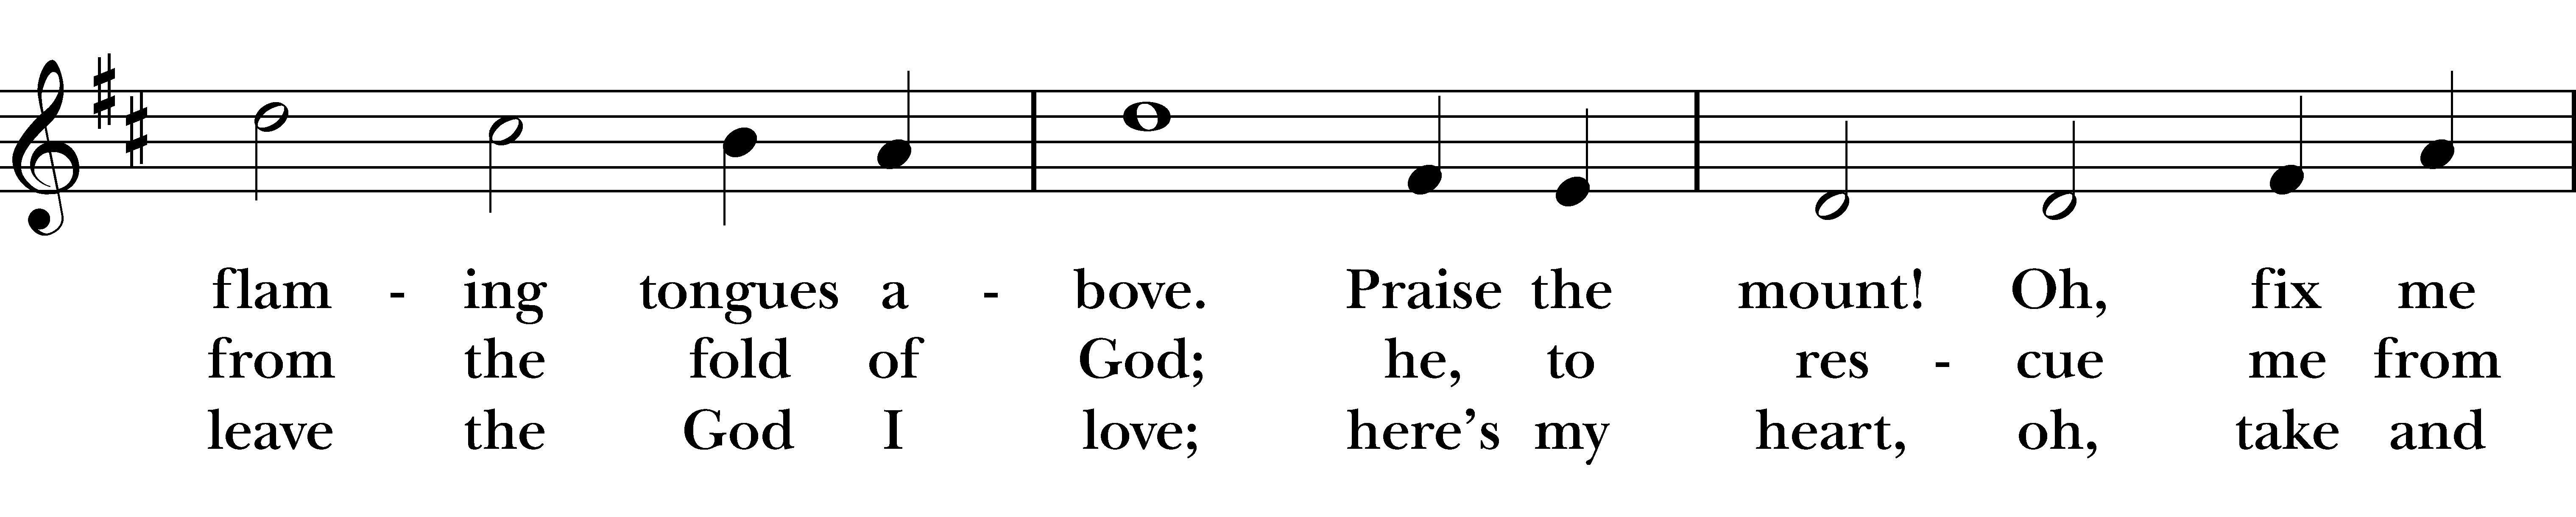 flam - ing tongues a - bove. Praise the mount! Oh, fix me
from the fold of God; he, to res - cue me from
leave the God I love; here’s my heart, oh, take and